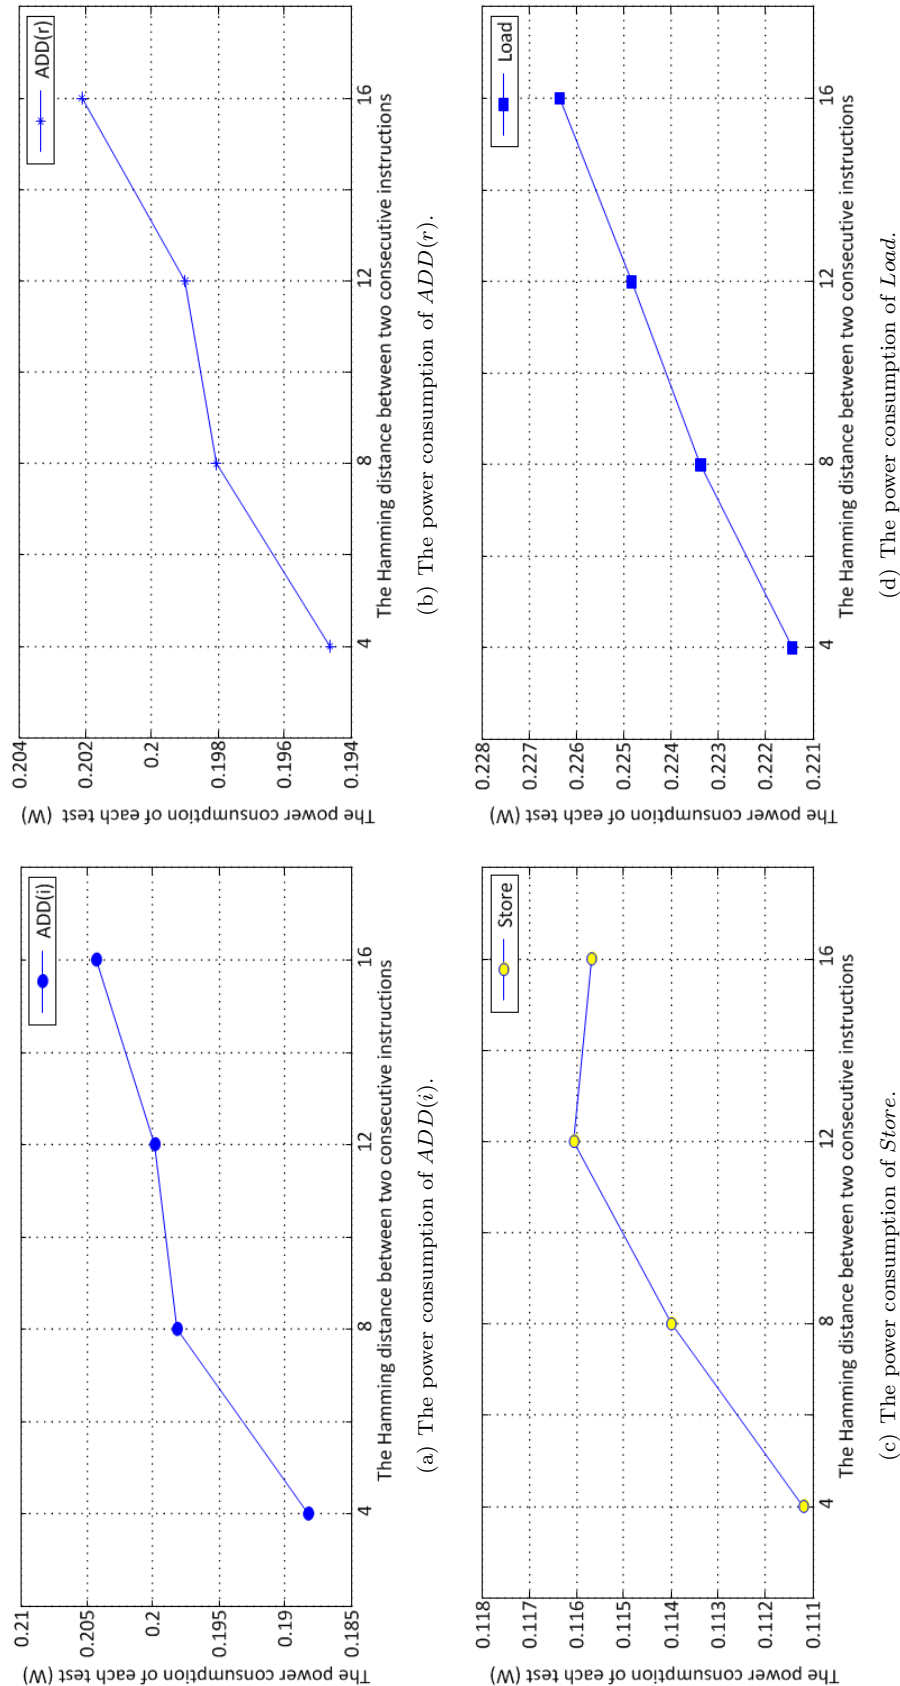 The power consumption of each test (W)
0.21
0.205
0.2
0.195
0.19
0.185
ADD(i)
4
8
12
16
The Hamming distance between two consecutive instructions
(a) The power consumption of ADD(i).
The power consumption of each test (W)
0.204
0.202
0.2
0.198
0.196
0.194
ADD(r)
4
8
12
16
The Hamming distance between two consecutive instructions
(b) The power consumption of ADD(r).
The power consumption of each test (W)
0.118
0.117
0.116
0.115
0.114
0.113
0.112
0.111
Store
4
8
12
16
The Hamming distance between two consecutive instructions
(c) The power consumption of Store.
The power consumption of each test (W)
0.228
0.227
0.226
0.225
0.224
0.223
0.222
0.221
Load
4
8
12
16
The Hamming distance between two consecutive instructions
(d) The power consumption of Load.